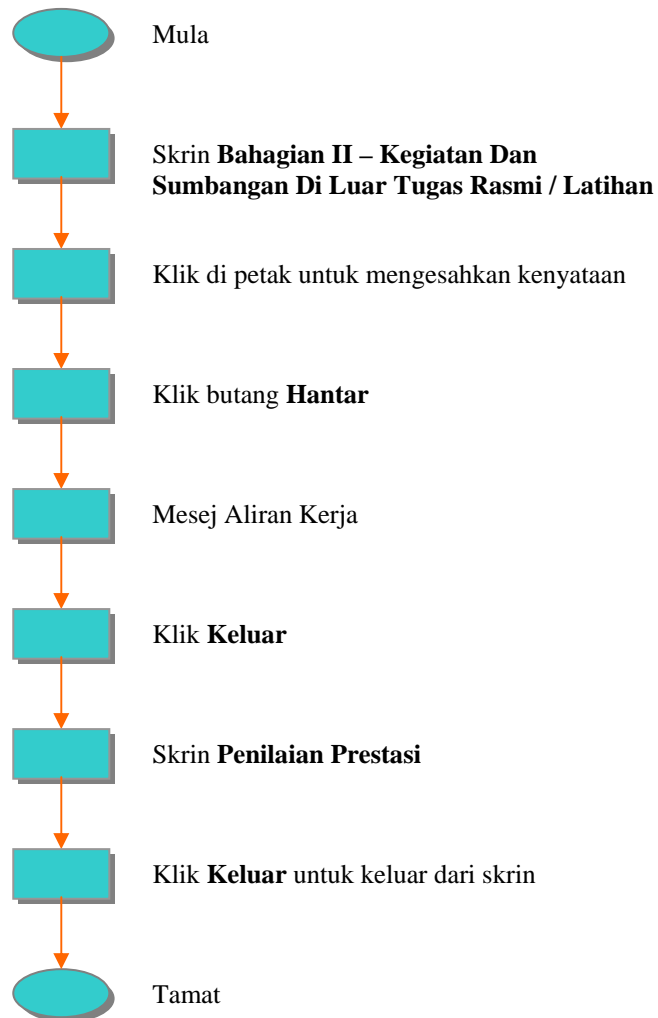 Mula
Skrin Bahagian II – Kegiatan Dan
Sumbangan Di Luar Tugas Rasmi / Latihan
Klik di petak untuk mengesahkan kenyataan
Klik butang Hantar
Mesej Aliran Kerja
Klik Keluar
Skrin Penilaian Prestasi
Klik Keluar untuk keluar dari skrin
Tamat